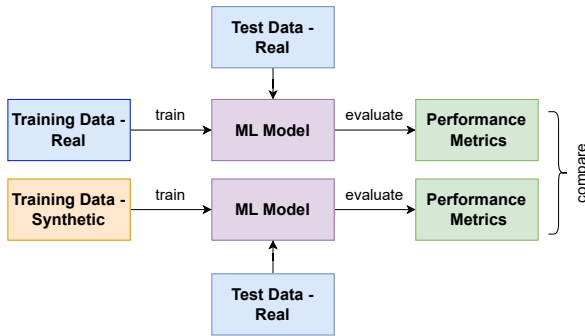 Test Data -
Real
Training Data -
Real
train
ML Model
evaluate
Performance
Metrics
Training Data -
Synthetic
train
ML Model
evaluate
Performance
Metrics
compare
Test Data -
Real